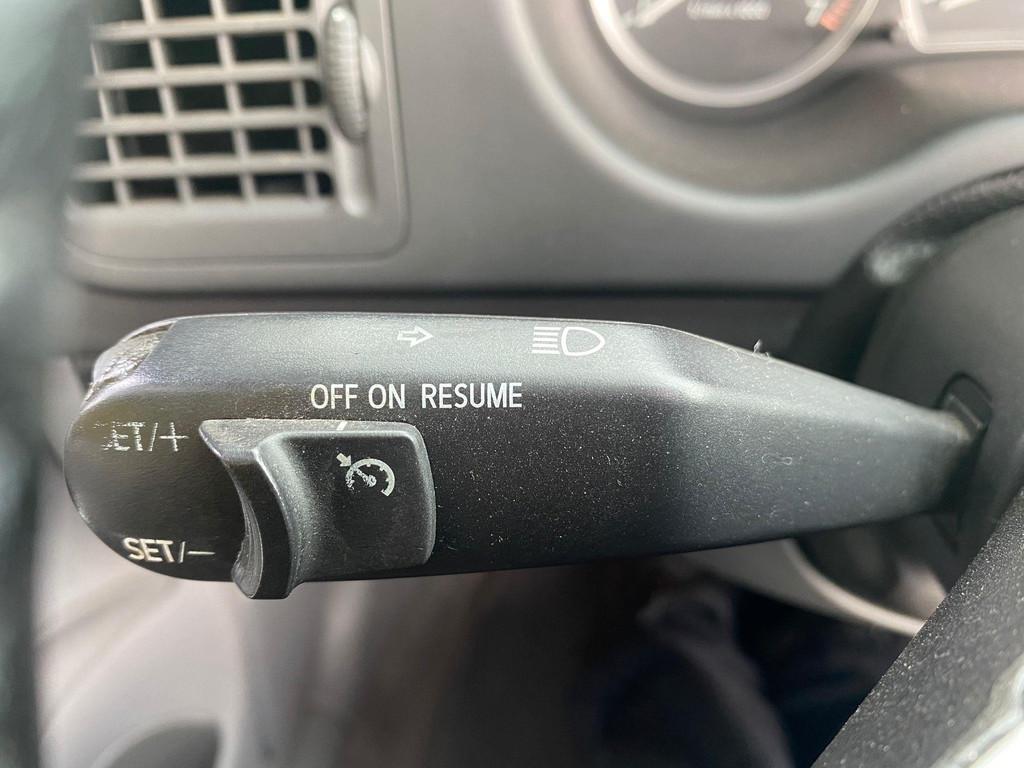 OFF ON RESUME
SET/+
SET/-